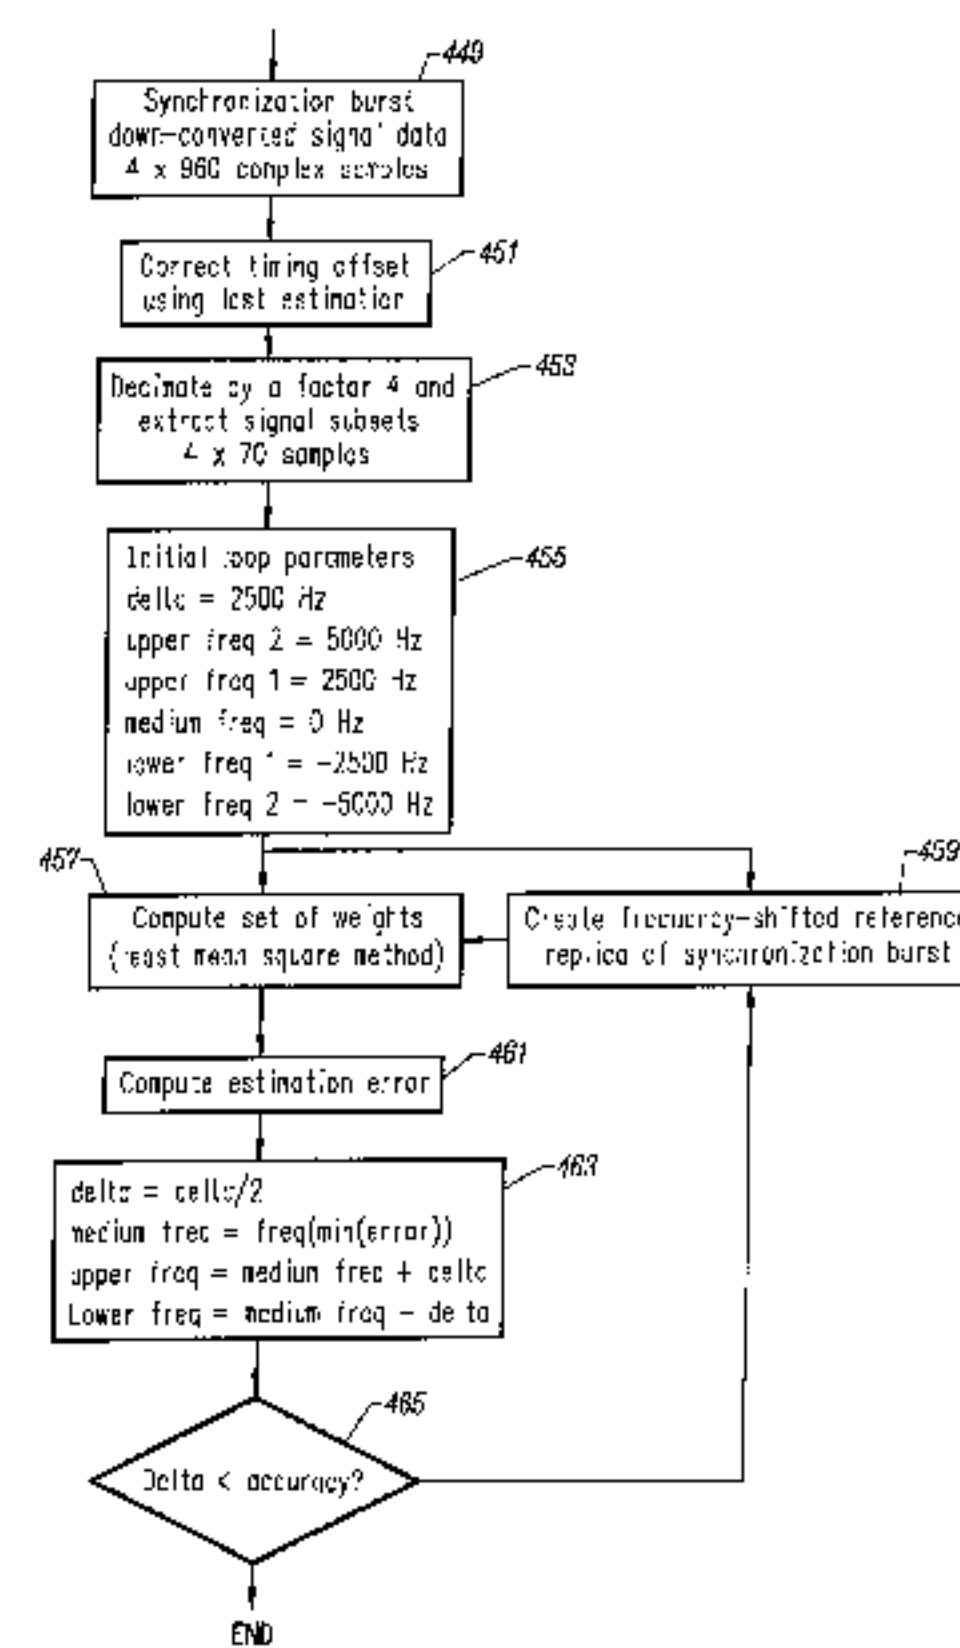 449
Synchronization burst
down-converted signal data
4 x 960 complex samples
451
Correct timing offset
using last estimation
453
Decimate by a factor 4 and
extract signal subsets
4 x 70 samples
455
Initial loop parameters
delta = 2500 Hz
upper freq 2 = 5000 Hz
upper freq 1 = 2500 Hz
medium freq = 0 Hz
lower freq 1 = -2500 Hz
lower freq 2 = -5000 Hz
457
459
Compute set of weights
(least mean square method)
Create frequency-shifted reference
replica of synchronization burst
461
Compute estimation error
463
delta = delta/2
medium freq = freq(min(error))
upper freq = medium freq + delta
Lower freq = medium freq - delta
465
Delta < accuracy?
END